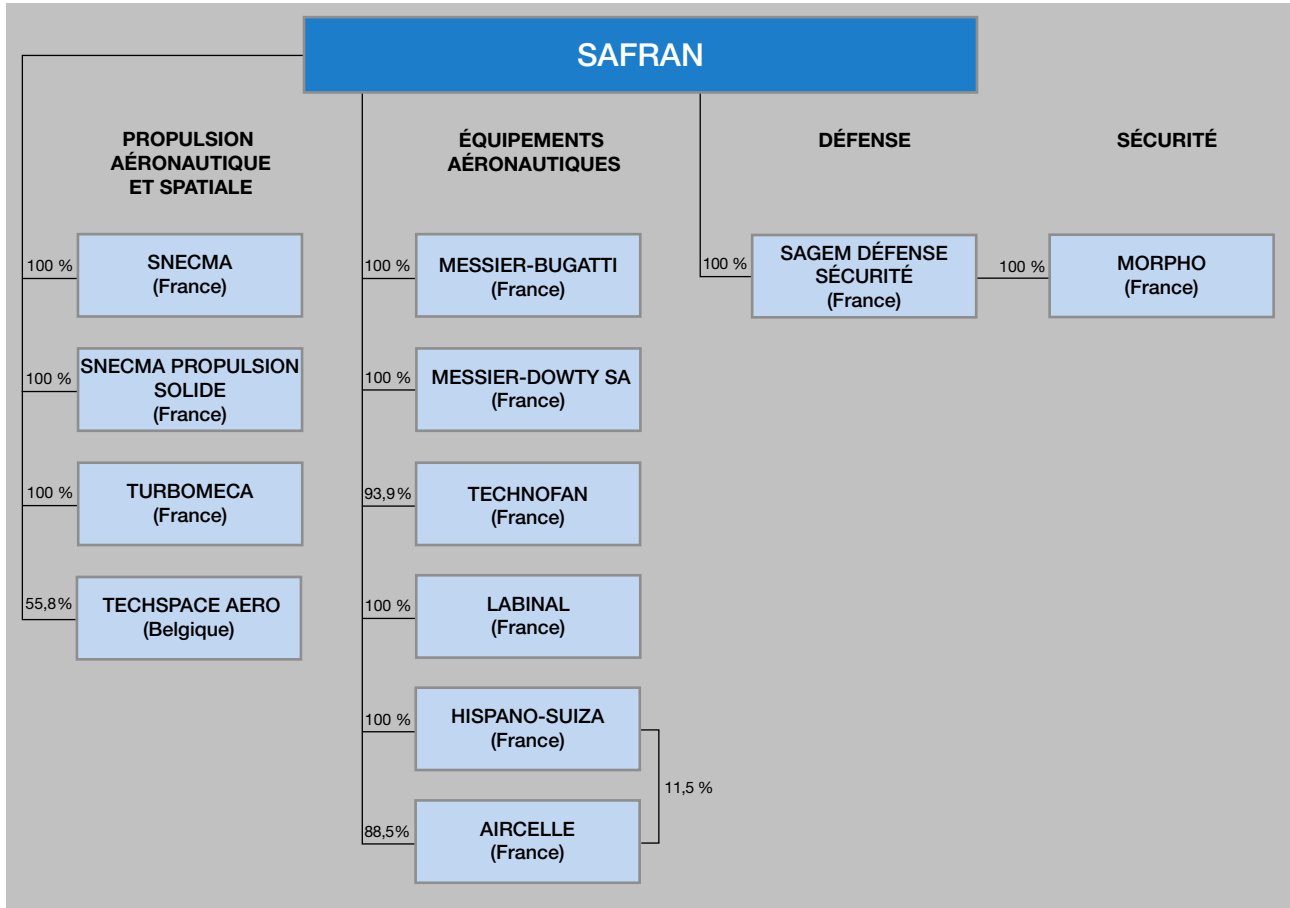 SAFRAN
PROPULSION
AÉRONAUTIQUE
ET SPATIALE
100 %
SNECMA
(France)
100 %
SNECMA PROPULSION
SOLIDE
(France)
100 %
TURBOMECA
(France)
55,8%
TECHSPACE AERO
(Belgique)
ÉQUIPEMENTS
AÉRONAUTIQUES
100 %
MESSIER-BUGATTI
(France)
100 %
MESSIER-DOWTY SA
(France)
93,9%
TECHNOFAN
(France)
100 %
LABINAL
(France)
100 %
HISPANO-SUIZA
(France)
11,5 %
88,5%
AIRCELLE
(France)
DÉFENSE
100 %
SAGEM DÉFENSE
SÉCURITÉ
(France)
SÉCURITÉ
100 %
MORPHO
(France)